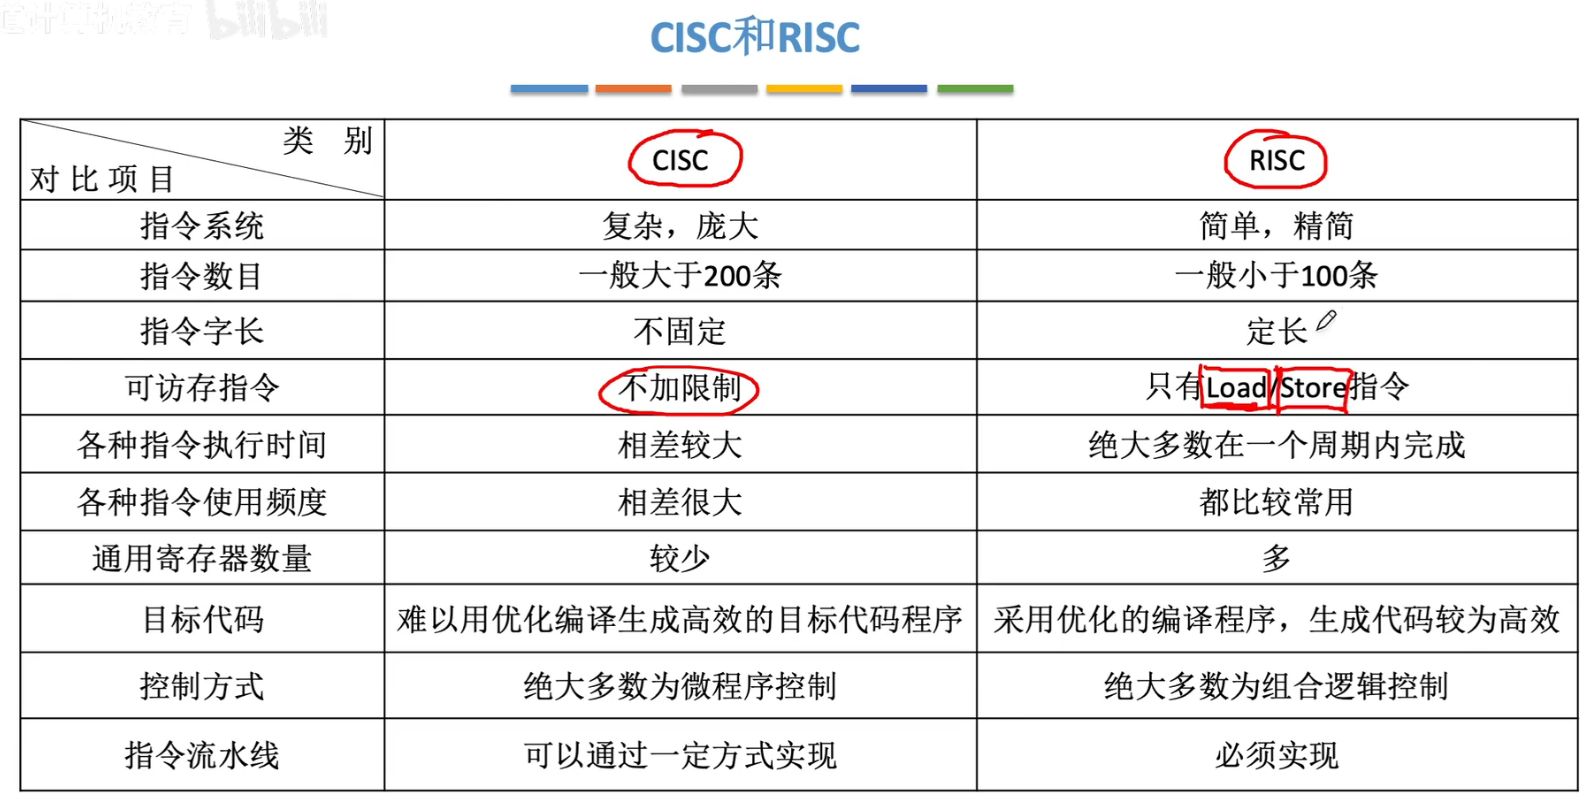 道计算机教育 bilibili
CISC和RISC
类 别
对比项目
CISC
RISC
指令系统
复杂，庞大
简单，精简
指令数目
一般大于200条
一般小于100条
指令字长
不固定
定长
可访存指令
不加限制
只有Load/Store指令
各种指令执行时间
相差较大
绝大多数在一个周期内完成
各种指令使用频度
相差很大
都比较常用
通用寄存器数量
较少
多
目标代码
难以用优化编译生成高效的目标代码程序
采用优化的编译程序，生成代码较为高效
控制方式
绝大多数为微程序控制
绝大多数为组合逻辑控制
指令流水线
可以通过一定方式实现
必须实现